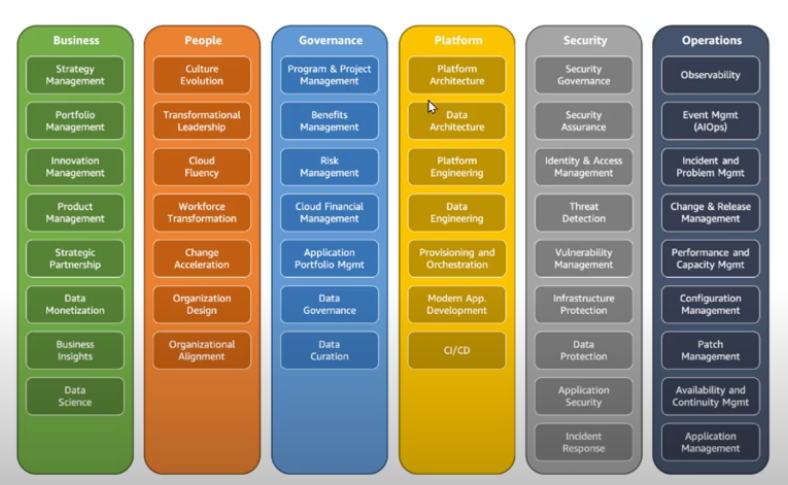 Business
Strategy
Management
Portfolio
Management
Innovation
Management
Product
Management
Strategic
Partnership
Data
Monetization
Business
Insights
Data
Science
People
Culture
Evolution
Transformational
Leadership
Cloud
Fluency
Workforce
Transformation
Change
Acceleration
Organization
Design
Organizational
Alignment
Governance
Program & Project
Management
Benefits
Management
Risk
Management
Cloud Financial
Management
Application
Portfolio Mgmt
Data
Governance
Data
Curation
Platform
Platform
Architecture
Data
Architecture
Platform
Engineering
Data
Engineering
Provisioning and
Orchestration
Modern App.
Development
CI/CD
Security
Security
Governance
Security
Assurance
Identity & Access
Management
Threat
Detection
Vulnerability
Management
Infrastructure
Protection
Data
Protection
Application
Security
Incident
Response
Operations
Observability
Event Mgmt
(AIOps)
Incident and
Problem Mgmt
Change & Release
Management
Performance and
Capacity Mgmt
Configuration
Management
Patch
Management
Availability and
Continuity Mgmt
Application
Management